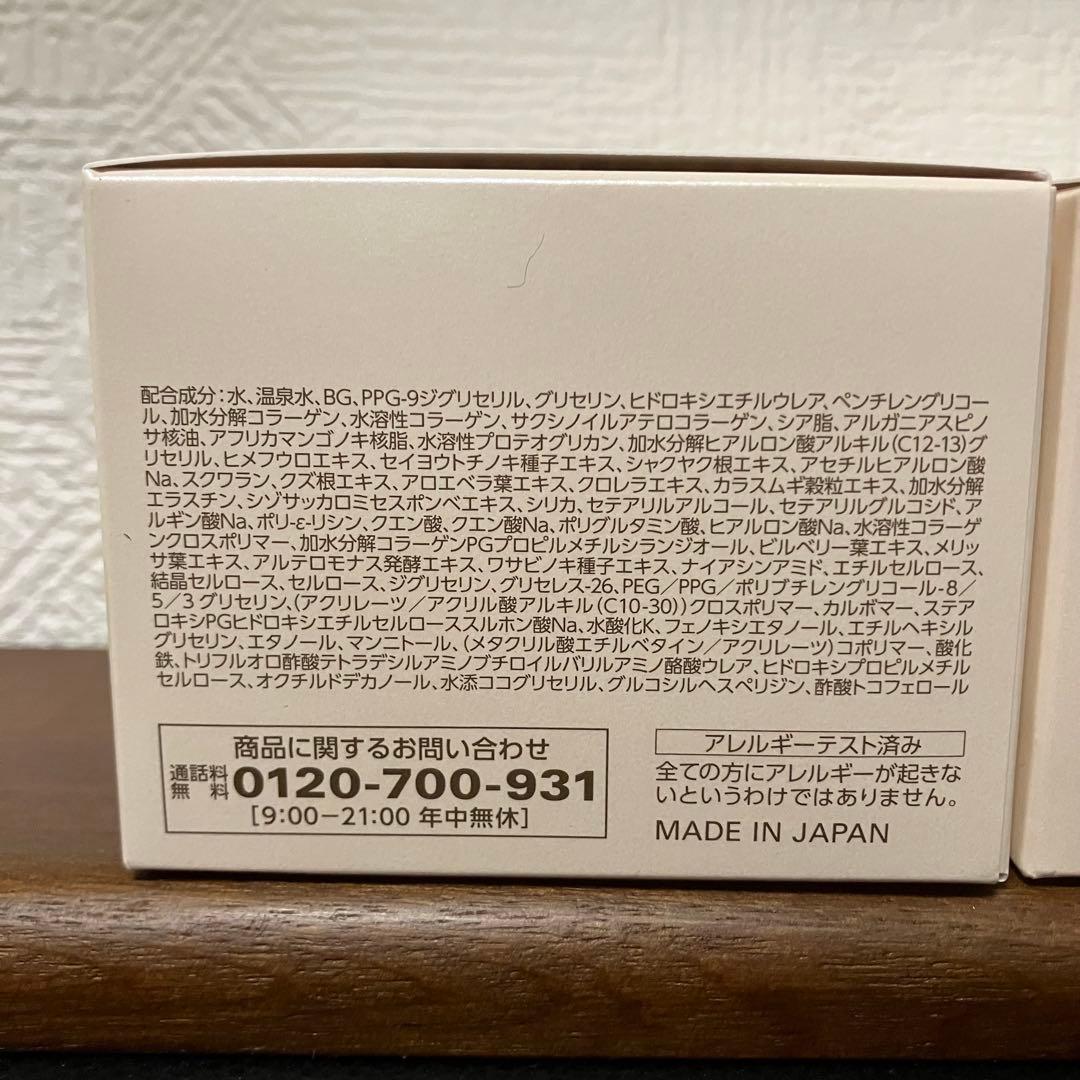 配合成分：水、温泉水、BG、PPG-9ジグリセリル、グリセリン、ヒドロキシエチルウレア、ペンチレングリコー
ル、加水分解コラーゲン、水溶性コラーゲン、サクシノイルアテロコラーゲン、シア脂、アルガニアスピノ
サ核油、アフリカマンゴノキ核脂、水溶性プロテオグリカン、加水分解ヒアルロン酸アルキル(C12-13)グ
リセリル、ヒメフウロエキス、セイヨウトチノキ種子エキス、シャクヤク根エキス、アセチルヒアルロン酸
Na、スクワラン、クズ根エキス、アロエベラ葉エキス、クロレラエキス、カラスムギ穀粒エキス、加水分解
エラスチン、シゾサッカロミセスポンベエキス、シリカ、セテアリルアルコール、セテアリルグルコシド、ア
ルギン酸Na、ポリ-ε-リシン、クエン酸、クエン酸Na、ポリグルタミン酸、ヒアルロン酸Na、水溶性コラーゲ
ンクロスポリマー、加水分解コラーゲンPGプロピルメチルシランジオール、ビルベリー葉エキス、メリッ
サ葉エキス、アルテロモナス発酵エキス、ワサビノキ種子エキス、ナイアシンアミド、エチルセルロース、
結晶セルロース、セルロース、ジグリセリン、グリセレス-26、PEG／PPG／ポリブチレングリコール-8／
5／3 グリセリン、(アクリレーツ／アクリル酸アルキル(C10-30))クロスポリマー、カルボマー、ステア
ロキシPGヒドロキシエチルセルローススルホン酸Na、水酸化K、フェノキシエタノール、エチルヘキシル
グリセリン、エタノール、マンニトール、(メタクリル酸エチルベタイン／アクリレーツ)コポリマー、酸化
鉄、トリフルオロ酢酸テトラデシルアミノブチロイルバリルアミノ酪酸ウレア、ヒドロキシプロピルメチル
セルロース、オクチルドデカノール、水添ココグリセリル、グルコシルヘスペリジン、酢酸トコフェロール
商品に関するお問い合わせ
通話料無料 0120-700-931
[9:00−21:00 年中無休]
アレルギーテスト済み
全ての方にアレルギーが起きな
いというわけではありません。
MADE IN JAPAN